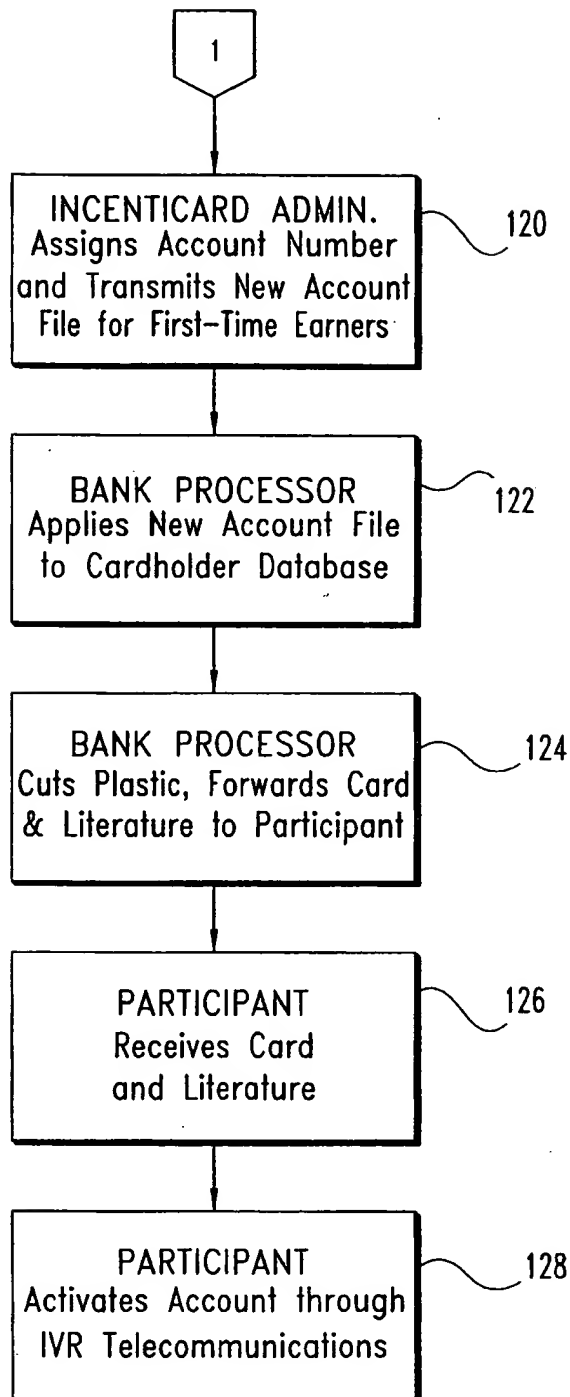 1
INCENTICARD ADMIN.
Assigns Account Number
and Transmits New Account
File for First-Time Earners
120
BANK PROCESSOR
Applies New Account File
to Cardholder Database
122
BANK PROCESSOR
Cuts Plastic, Forwards Card
& Literature to Participant
124
PARTICIPANT
Receives Card
and Literature
126
PARTICIPANT
Activates Account through
IVR Telecommunications
128